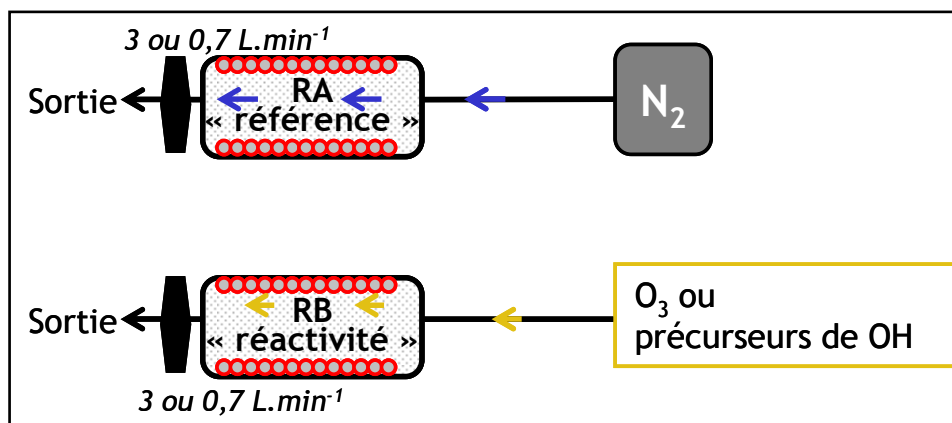 3 ou 0,7 L.min⁻¹
Sortie
RA
« référence »
N₂
Sortie
RB
« réactivité »
O₃ ou
précurseurs de OH
3 ou 0,7 L.min⁻¹